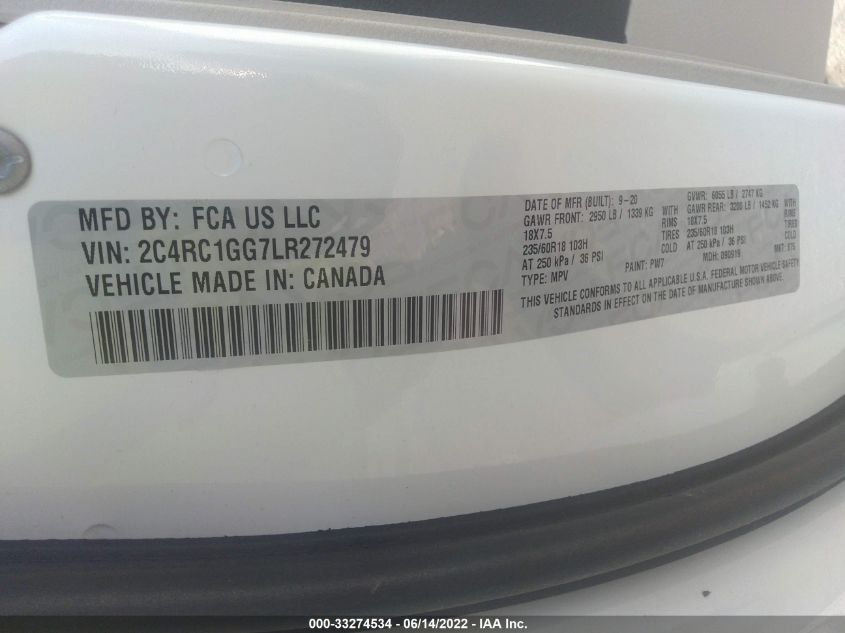 MFD BY: FCA US LLC
VIN: 2C4RC1GG7LR272479
VEHICLE MADE IN: CANADA
DATE OF MFR (BUILT): 9-20 GVWR: 6055 LB / 2747 KG
GAWR FRONT: 2950 LB / 1339 KG WITH GAWR REAR: 3200 LB / 1452 KG WITH
18X7.5 RIMS 18X7.5 RIMS
235/60R18 103H TIRES 235/60R18 103H TIRES
AT 250 kPa / 36 PSI AT 250 kPa / 36 PSI
TYPE: MPV PAINT: PW7 MDH: 090919
THIS VEHICLE CONFORMS TO ALL APPLICABLE U.S.A. FEDERAL MOTOR VEHICLE SAFETY
STANDARDS IN EFFECT ON THE DATE OF MANUFACTURE SHOWN ABOVE.
000-33274534 - 06/14/2022 - IAA Inc.